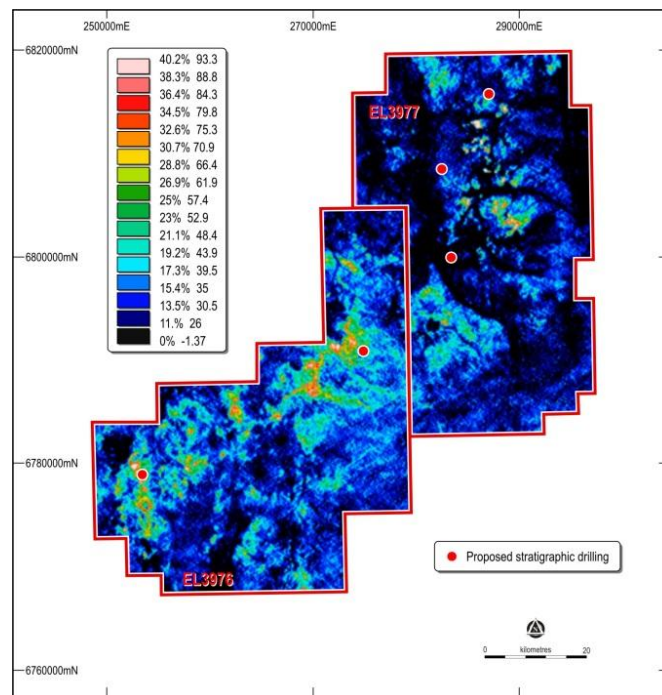 250000mE
270000mE
290000mE
6820000mN
6800000mN
6780000mN
6760000mN
40.2% 93.3
38.3% 88.8
36.4% 84.3
34.5% 79.8
32.6% 75.3
30.7% 70.9
28.8% 66.4
26.9% 61.9
25% 57.4
23% 52.9
21.1% 48.4
19.2% 43.9
17.3% 39.5
15.4% 35
13.5% 30.5
11.% 26
0% -1.37
EL3977
EL3976
Proposed stratigraphic drilling
kilometres
0 20